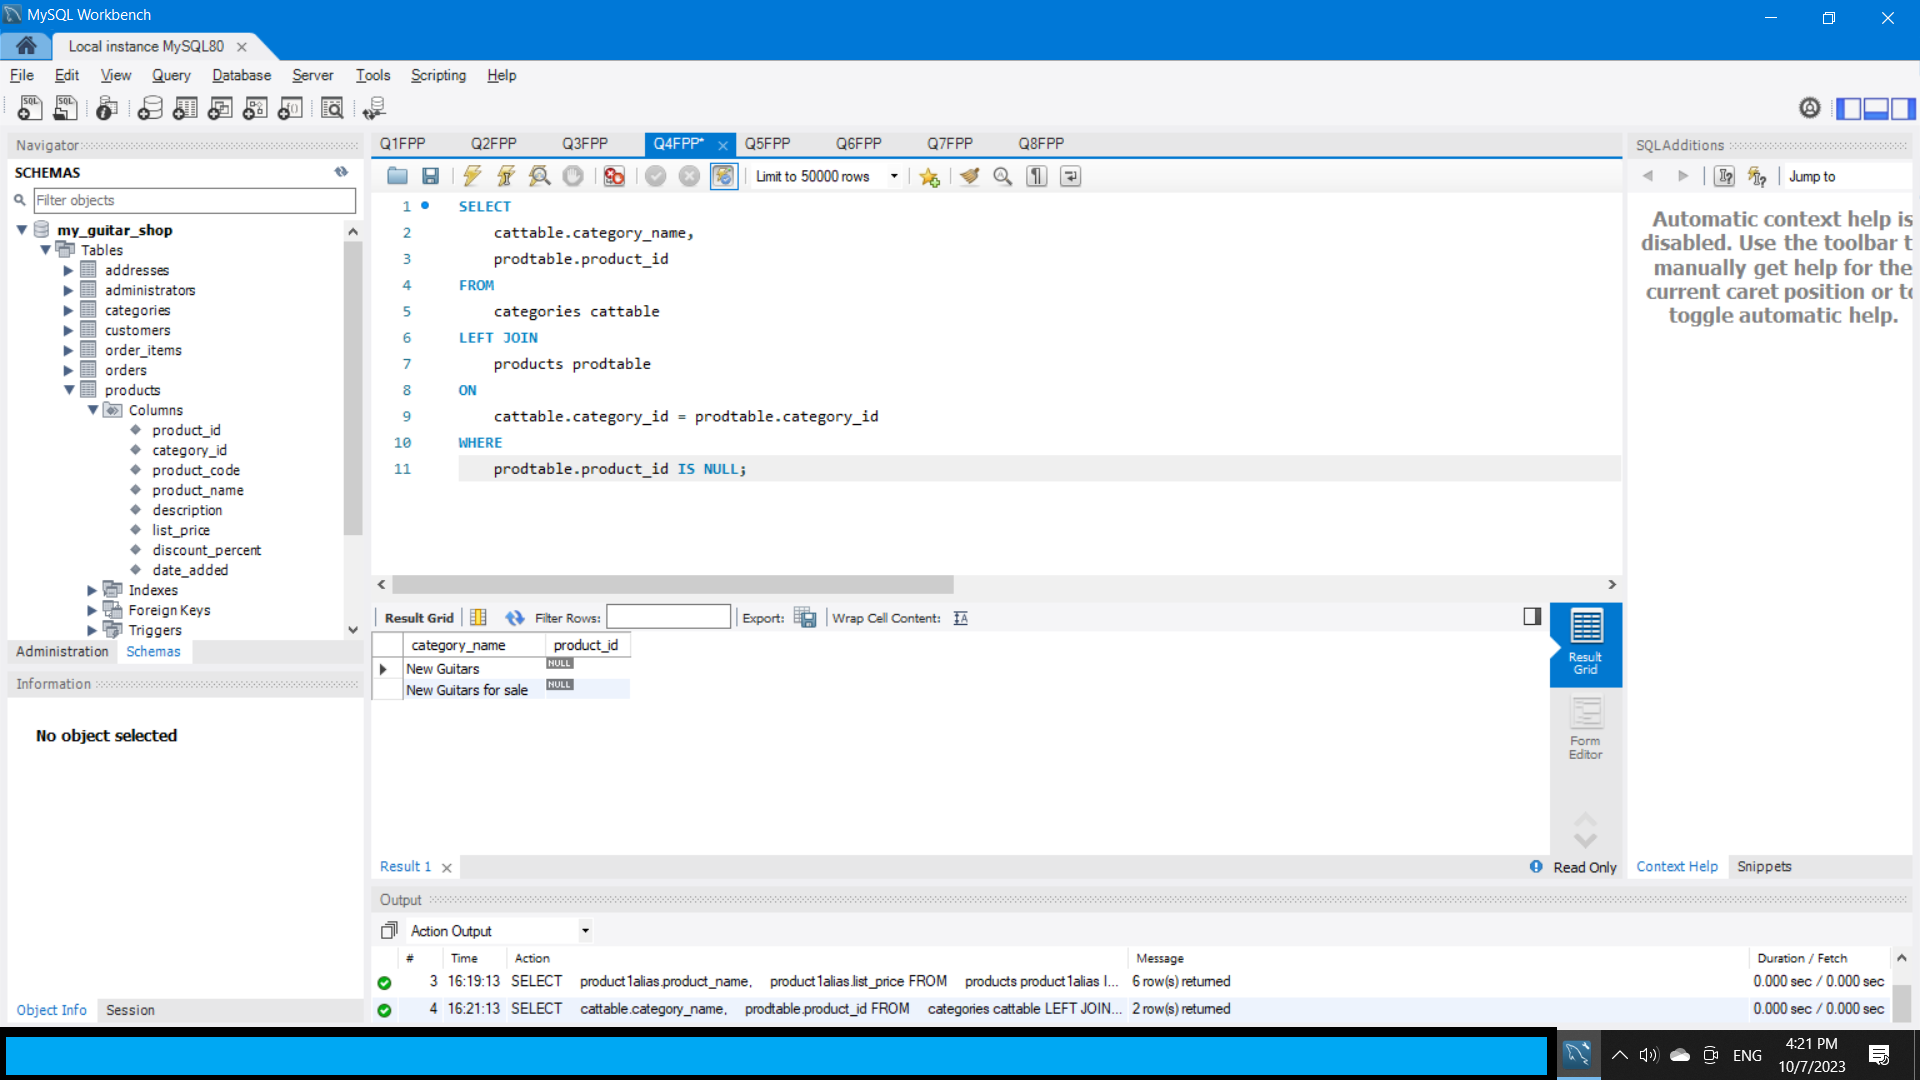 MySQL Workbench
Local instance MySQL80
File Edit View Query Database Server Tools Scripting Help
Navigator
SCHEMAS
Filter objects
my_guitar_shop
Tables
addresses
administrators
categories
customers
order_items
orders
products
Columns
product_id
category_id
product_code
product_name
description
list_price
discount_percent
date_added
Indexes
Foreign Keys
Triggers
Administration Schemas
Information
No object selected
Object Info Session
Q1FPP Q2FPP Q3FPP Q4FPP* Q5FPP Q6FPP Q7FPP Q8FPP
Limit to 50000 rows
1 SELECT
2 cattable.category_name,
3 prodtable.product_id
4 FROM
5 categories cattable
6 LEFT JOIN
7 products prodtable
8 ON
9 cattable.category_id = prodtable.category_id
10 WHERE
11 prodtable.product_id IS NULL;
Result Grid Filter Rows: Export: Wrap Cell Content:
category_name product_id
New Guitars NULL
New Guitars for sale NULL
Result Grid
Form Editor
Result 1
Read Only
SQLAdditions
Jump to
Automatic context help is
disabled. Use the toolbar t
manually get help for the
current caret position or to
toggle automatic help.
Context Help Snippets
Output
Action Output
# Time Action Message Duration / Fetch
3 16:19:13 SELECT product1alias.product_name, product1alias.list_price FROM products product1alias I... 6 row(s) returned 0.000 sec / 0.000 sec
4 16:21:13 SELECT cattable.category_name, prodtable.product_id FROM categories cattable LEFT JOIN... 2 row(s) returned 0.000 sec / 0.000 sec
ENG
4:21 PM
10/7/2023